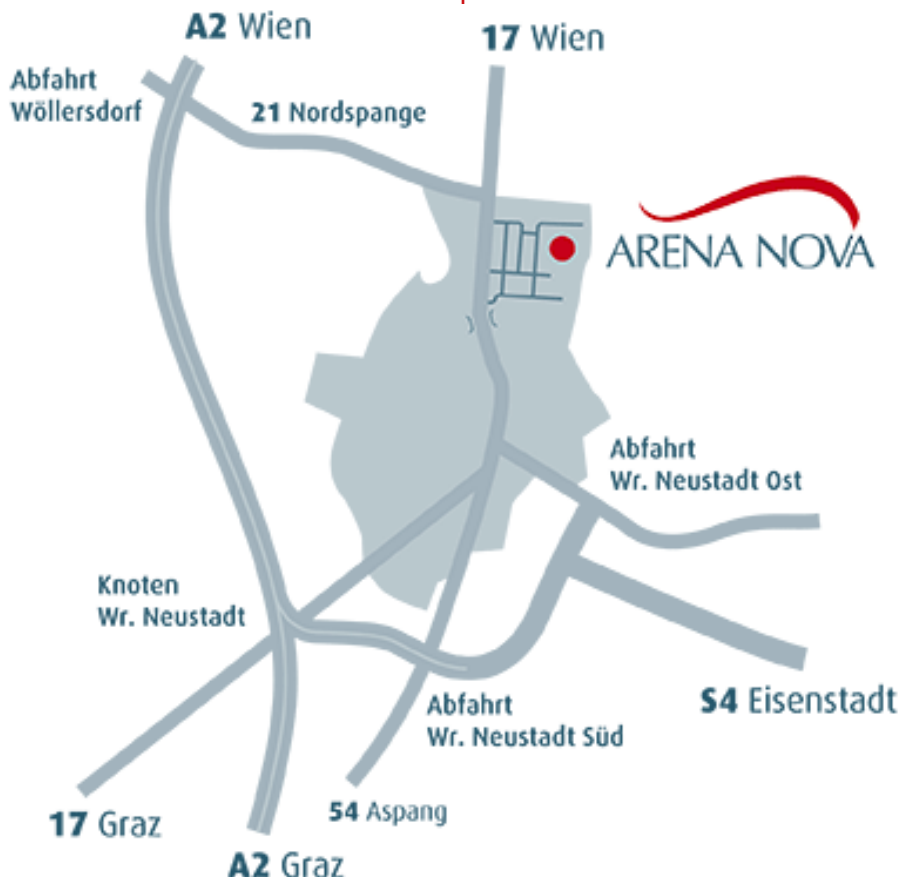 A2 Wien
17 Wien
Abfahrt
Wöllersdorf
21 Nordspange
ARENA NOVA
Abfahrt
Wr. Neustadt Ost
Knoten
Wr. Neustadt
S4 Eisenstadt
Abfahrt
Wr. Neustadt Süd
54 Aspang
17 Graz
A2 Graz